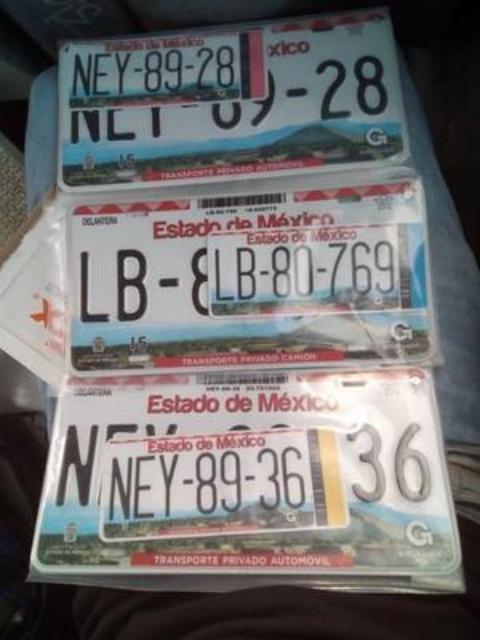 Estado de México
NEY-89-28
México
NEY-89-28
TRANSPORTE PRIVADO AUTOMÓVIL
DELANTERA
Estado de México
LB-8
Estado de México
LB-80-769
TRANSPORTE PRIVADO CAMIÓN
DELANTERA
Estado de México
36
Estado de México
NEY-89-36
TRANSPORTE PRIVADO AUTOMÓVIL